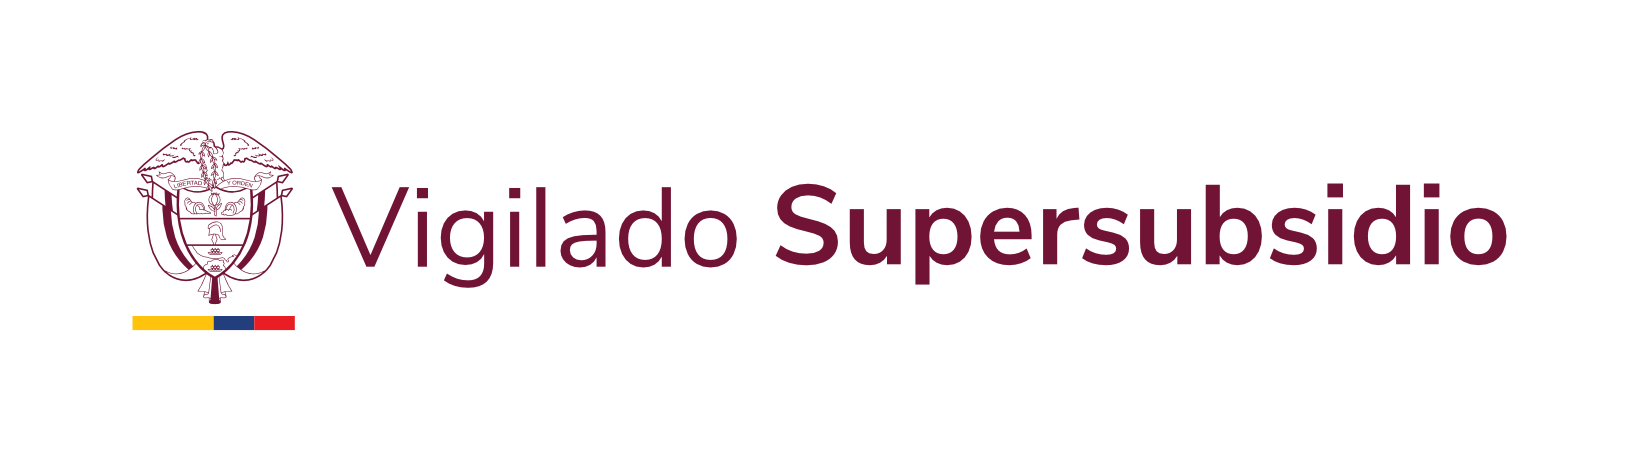 LIBERTAD Y ORDEN
Vigilado Supersubsidio